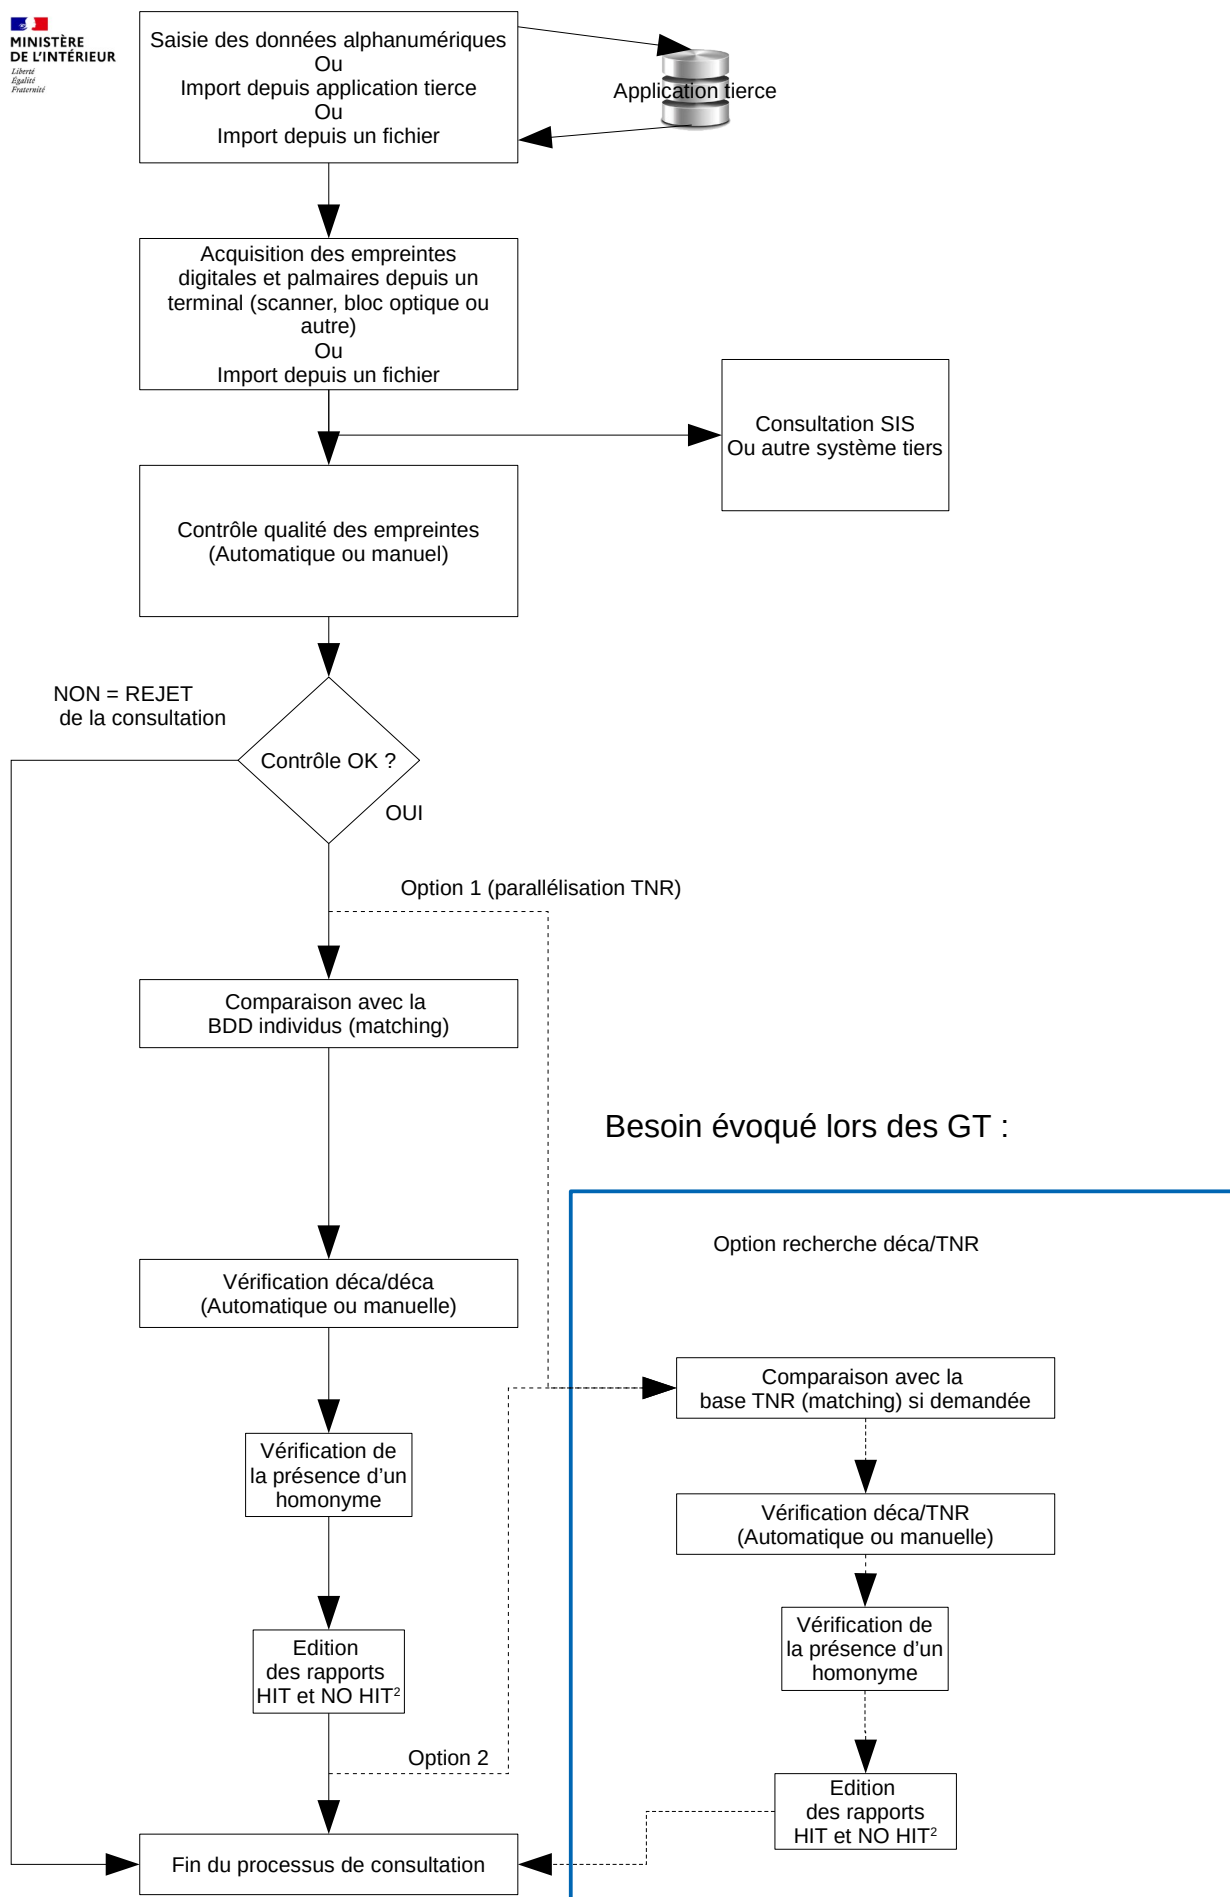 MINISTÈRE
DE L'INTÉRIEUR
Liberté
Égalité
Fraternité
Saisie des données alphanumériques
Ou
Import depuis application tierce
Ou
Import depuis un fichier
Application tierce
Acquisition des empreintes
digitales et palmaires depuis un
terminal (scanner, bloc optique ou
autre)
Ou
Import depuis un fichier
Consultation SIS
Ou autre système tiers
Contrôle qualité des empreintes
(Automatique ou manuel)
NON = REJET
de la consultation
Contrôle OK ?
OUI
Option 1 (parallélisation TNR)
Comparaison avec la
BDD individus (matching)
Besoin évoqué lors des GT :
Option recherche déca/TNR
Vérification déca/déca
(Automatique ou manuelle)
Comparaison avec la
base TNR (matching) si demandée
Vérification de
la présence d’un
homonyme
Vérification déca/TNR
(Automatique ou manuelle)
Vérification de
la présence d’un
homonyme
Edition
des rapports
HIT et NO HIT²
Option 2
Edition
des rapports
HIT et NO HIT²
Fin du processus de consultation